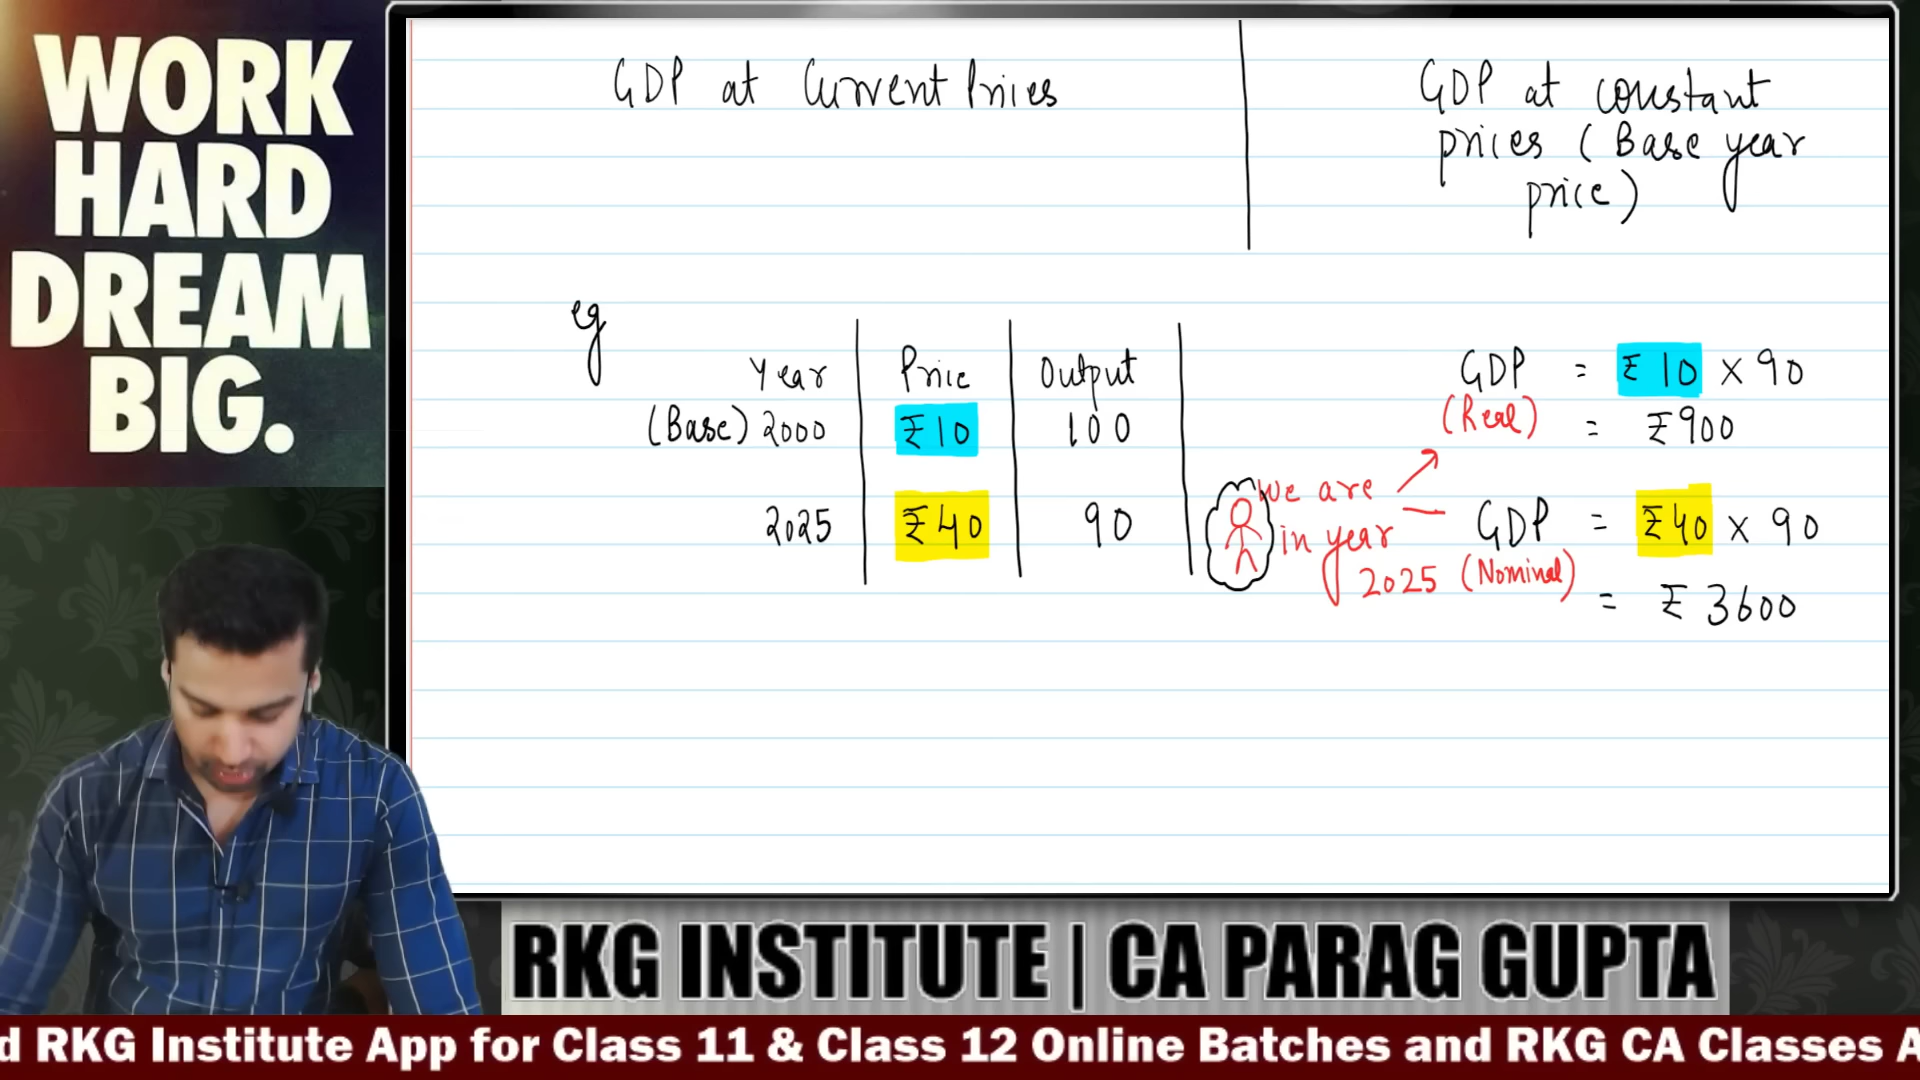 WORK
HARD
DREAM
BIG.
GDP at Current Prices
GDP at constant
prices (Base year
price)
eg
Year Price Output
(Base) 2000 ₹10 100
2025 ₹40 90
GDP = ₹10 × 90
(Real) = ₹900
we are
in year
2025
GDP = ₹40 × 90
(Nominal)
= ₹3600
RKG INSTITUTE | CA PARAG GUPTA
d RKG Institute App for Class 11 & Class 12 Online Batches and RKG CA Classes A